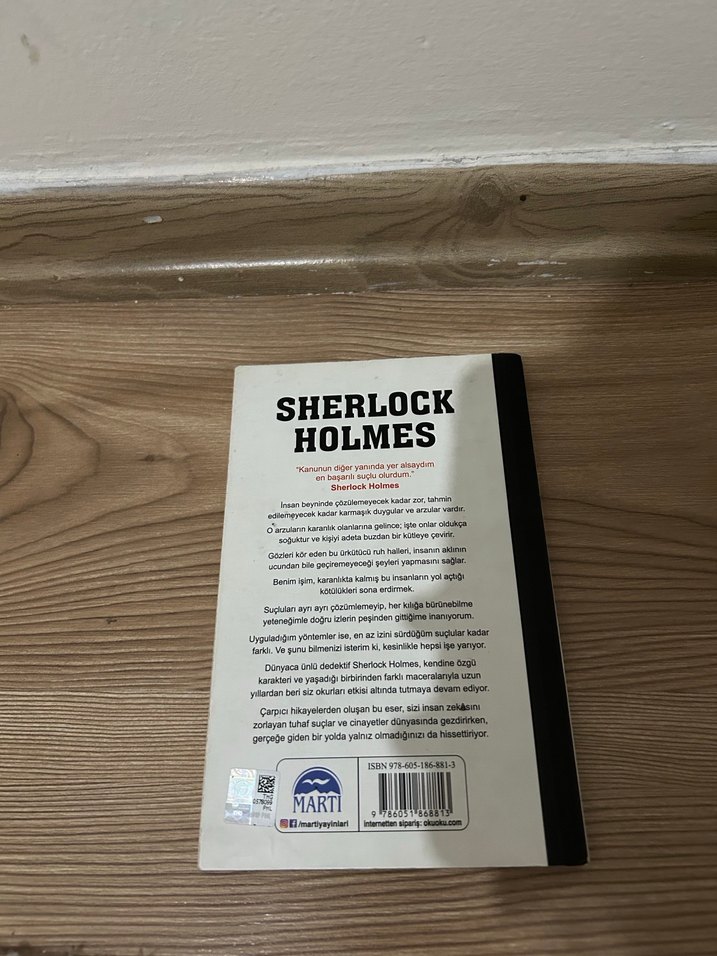 SHERLOCK
HOLMES
"Kanunun diğer yanında yer alsaydım
en başarılı suçlu olurdum."
Sherlock Holmes
İnsan beyninde çözülemeyecek kadar zor, tahmin
edilemeyecek kadar karmaşık duygular ve arzular vardır.
O arzuların karanlık olanlarına gelince; işte onlar oldukça
soğuktur ve kişiyi adeta buzdan bir kütleye çevirir.
Gözleri kör eden bu ürkütücü ruh halleri, insanın aklının
ucundan bile geçiremeyeceği şeyleri yapmasını sağlar.
Benim işim, karanlıkta kalmış bu insanların yol açtığı
kötülükleri sona erdirmek.
Suçluları ayrı ayrı çözümlemeyip, her kılığa bürünebilme
yeteneğimle doğru izlerin peşinden gittiğime inanıyorum.
Uyguladığım yöntemler ise, en az izini sürdüğüm suçlular kadar
farklı. Ve şunu bilmenizi isterim ki, kesinlikle hepsi işe yarıyor.
Dünyaca ünlü dedektif Sherlock Holmes, kendine özgü
karakteri ve yaşadığı birbirinden farklı maceralarıyla uzun
yıllardan beri siz okurları etkisi altında tutmaya devam ediyor.
Çarpıcı hikayelerden oluşan bu eser, sizi insan zekasını
zorlayan tuhaf suçlar ve cinayetler dünyasında gezdirirken,
gerçeğe giden bir yolda yalnız olmadığınızı da hissettiriyor.
MARTI
/martiyayinlari
ISBN 978-605-186-881-3
9 786051 868813
internetten sipariş: okuoku.com